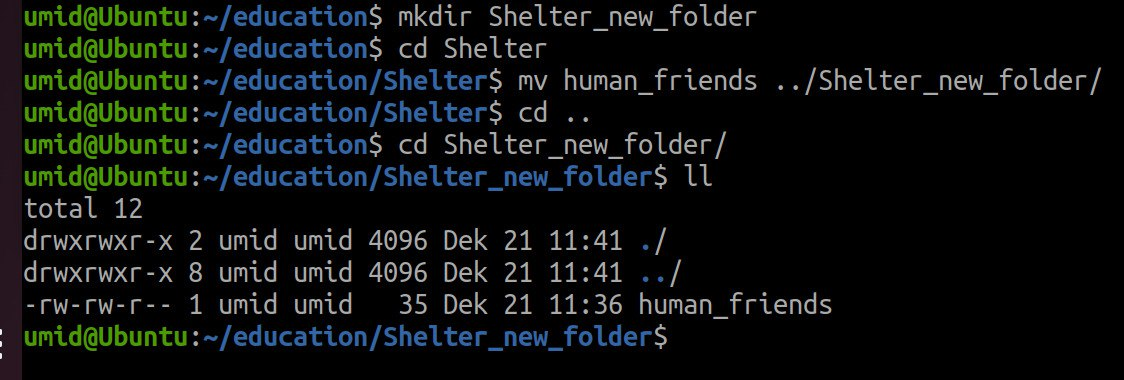 umid@Ubuntu:~/education$ mkdir Shelter_new_folder
umid@Ubuntu:~/education$ cd Shelter
umid@Ubuntu:~/education/Shelter$ mv human_friends ../Shelter_new_folder/
umid@Ubuntu:~/education/Shelter$ cd ..
umid@Ubuntu:~/education$ cd Shelter_new_folder/
umid@Ubuntu:~/education/Shelter_new_folder$ ll
total 12
drwxrwxr-x 2 umid umid 4096 Dek 21 11:41 ./
drwxrwxr-x 8 umid umid 4096 Dek 21 11:41 ../
-rw-rw-r-- 1 umid umid   35 Dek 21 11:36 human_friends
umid@Ubuntu:~/education/Shelter_new_folder$